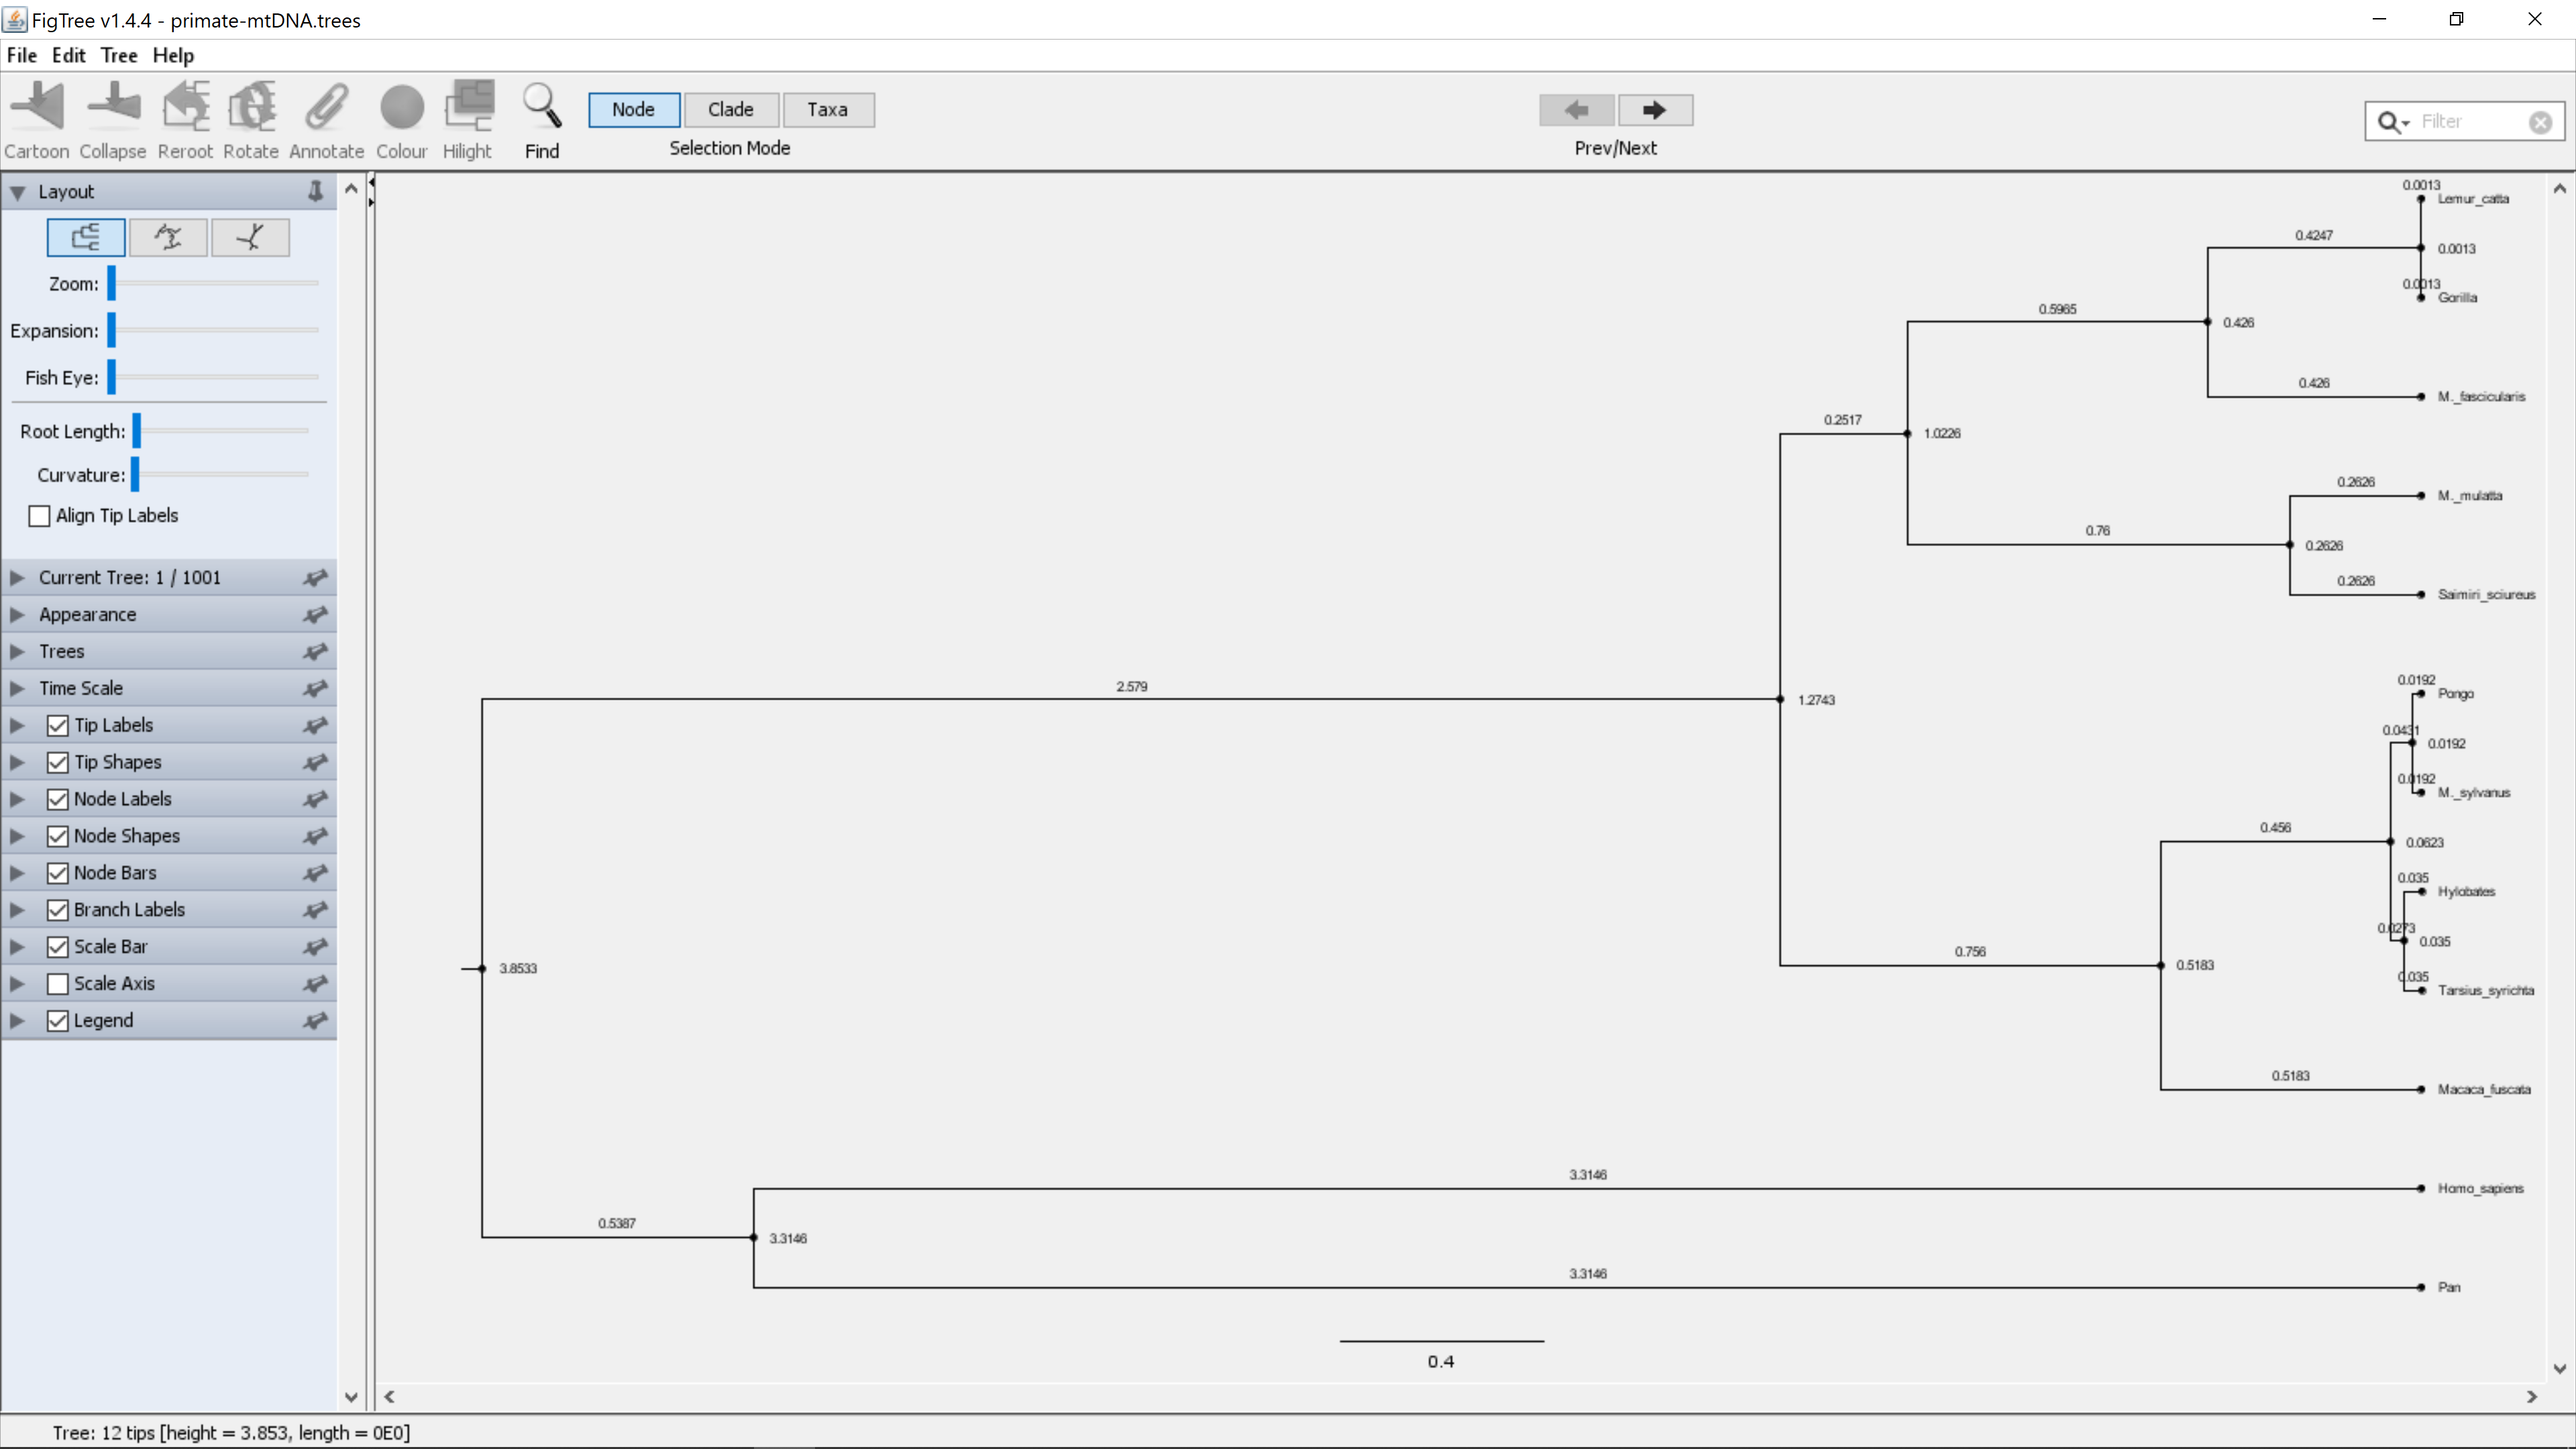 FigTree v1.4.4 - primate-mtDNA.trees
File Edit Tree Help
Cartoon Collapse Reroot Rotate Annotate Colour Hilight Find
Node Clade Taxa
Selection Mode
Prev/Next
Filter
Layout
Zoom:
Expansion:
Fish Eye:
Root Length:
Curvature:
Align Tip Labels
Current Tree: 1 / 1001
Appearance
Trees
Time Scale
Tip Labels
Tip Shapes
Node Labels
Node Shapes
Node Bars
Branch Labels
Scale Bar
Scale Axis
Legend
0.0013
Lemur_catta
0.4247
0.0013
0.0013
Gorilla
0.5965
0.426
0.426
M._fascicularis
0.2517
1.0226
0.2626
M._mulatta
0.76
0.2626
0.2626
Saimiri_sciureus
2.579
1.2743
0.0192
Pongo
0.0431
0.0192
0.0192
M._sylvanus
0.456
0.0623
0.035
Hylobates
0.0273
0.035
0.035
Tarsius_syrichta
0.756
0.5183
3.8533
0.5183
Macaca_fuscata
3.3146
Homo_sapiens
0.5387
3.3146
3.3146
Pan
0.4
Tree: 12 tips [height = 3.853, length = 0E0]